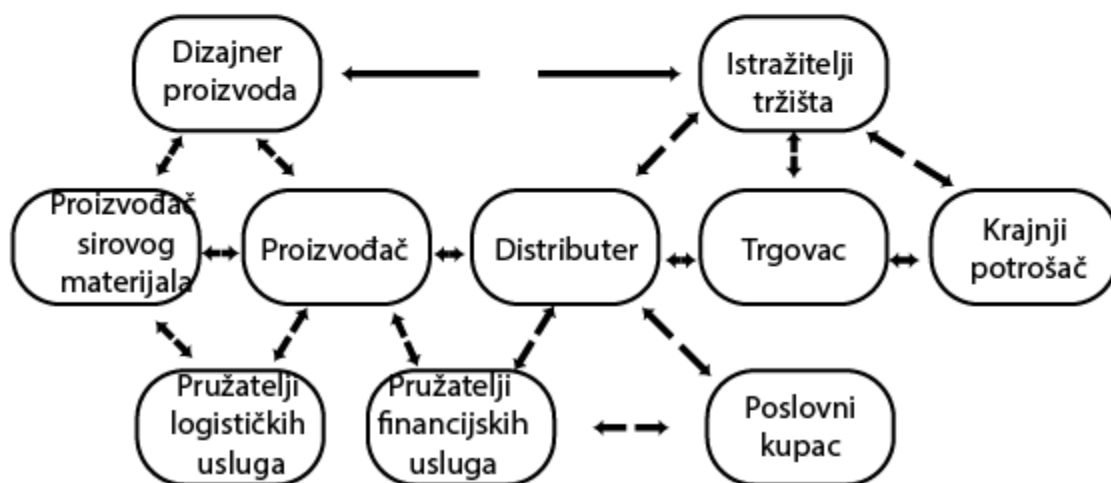 Dizajner
proizvoda
Istražitelji
tržišta
Proizvođač
sirovog
materijala
Proizvođač
Distributer
Trgovac
Krajnji
potrošač
Pružatelji
logističkih
usluga
Pružatelji
financijskih
usluga
Poslovni
kupac